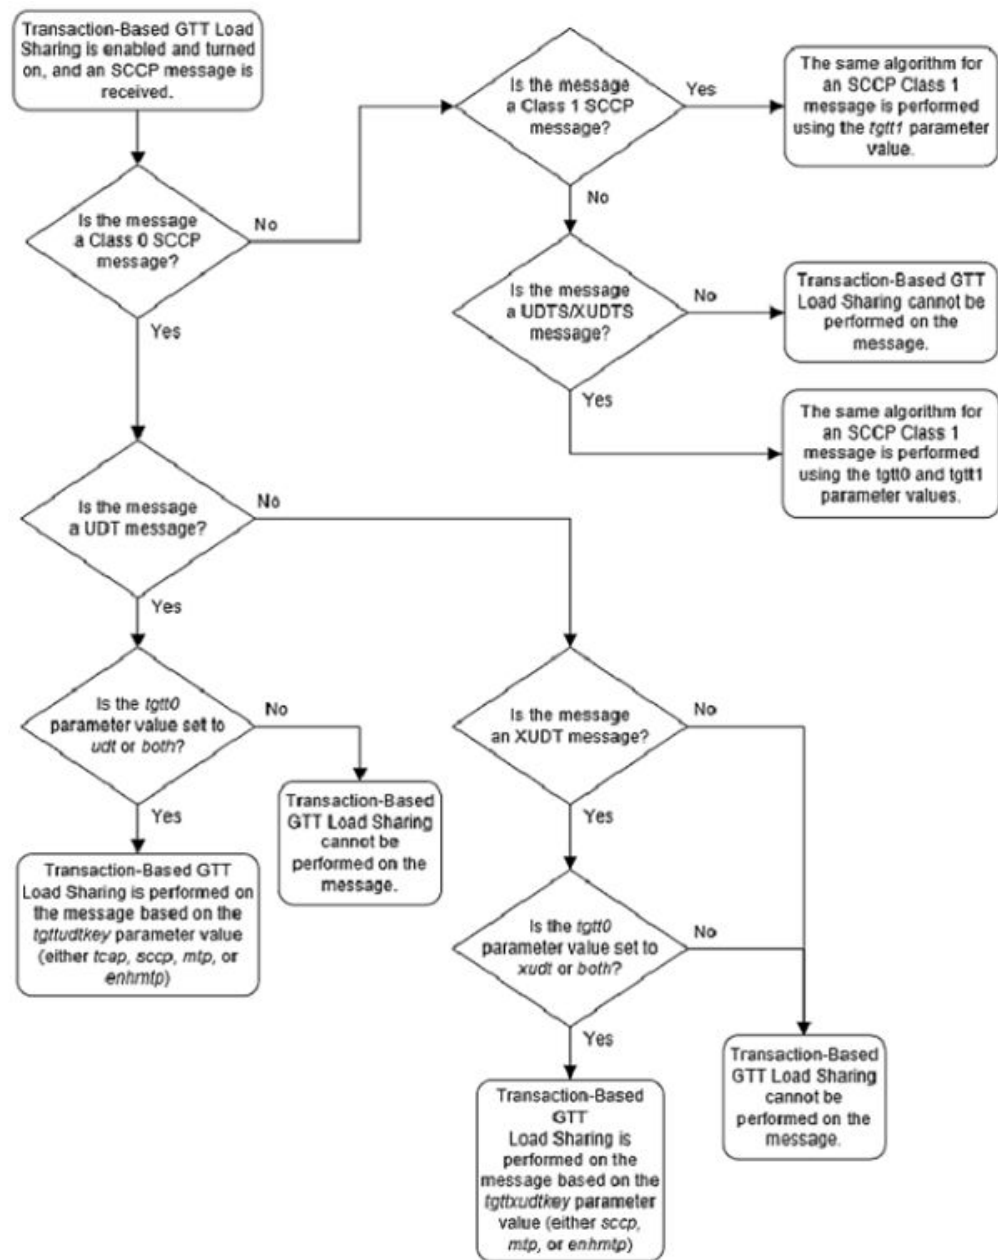 Transaction-Based GTT Load
Sharing is enabled and turned
on, and an SCCP message is
received.
Is the message
a Class 1 SCCP
message?
Yes
The same algorithm for
an SCCP Class 1
message is performed
using the tgtt1 parameter
value.
No
Is the message
a Class 0 SCCP
message?
No
Yes
Is the message
a UDTS/XUDTS
message?
No
Transaction-Based GTT
Load Sharing cannot be
performed on the
message.
Yes
The same algorithm for
an SCCP Class 1
message is performed
using the tgtt0 and tgtt1
parameter values.
Is the message
a UDT message?
No
Yes
Is the tgtt0
parameter value set to
udt or both?
No
Yes
Transaction-Based
GTT Load Sharing
cannot be
performed on the
message.
Transaction-Based GTT
Load Sharing is performed on
the message based on the
tgttudtkey parameter value
(either tcap, sccp, mtp, or
enhmtp)
Is the message
an XUDT message?
No
Yes
Is the tgtt0
parameter value set to
xudt or both?
No
Yes
Transaction-Based
GTT Load Sharing
cannot be
performed on the
message.
Transaction-Based
GTT
Load Sharing is
performed on the
message based on the
tgttxudtkey parameter
value (either sccp,
mtp, or enhmtp)